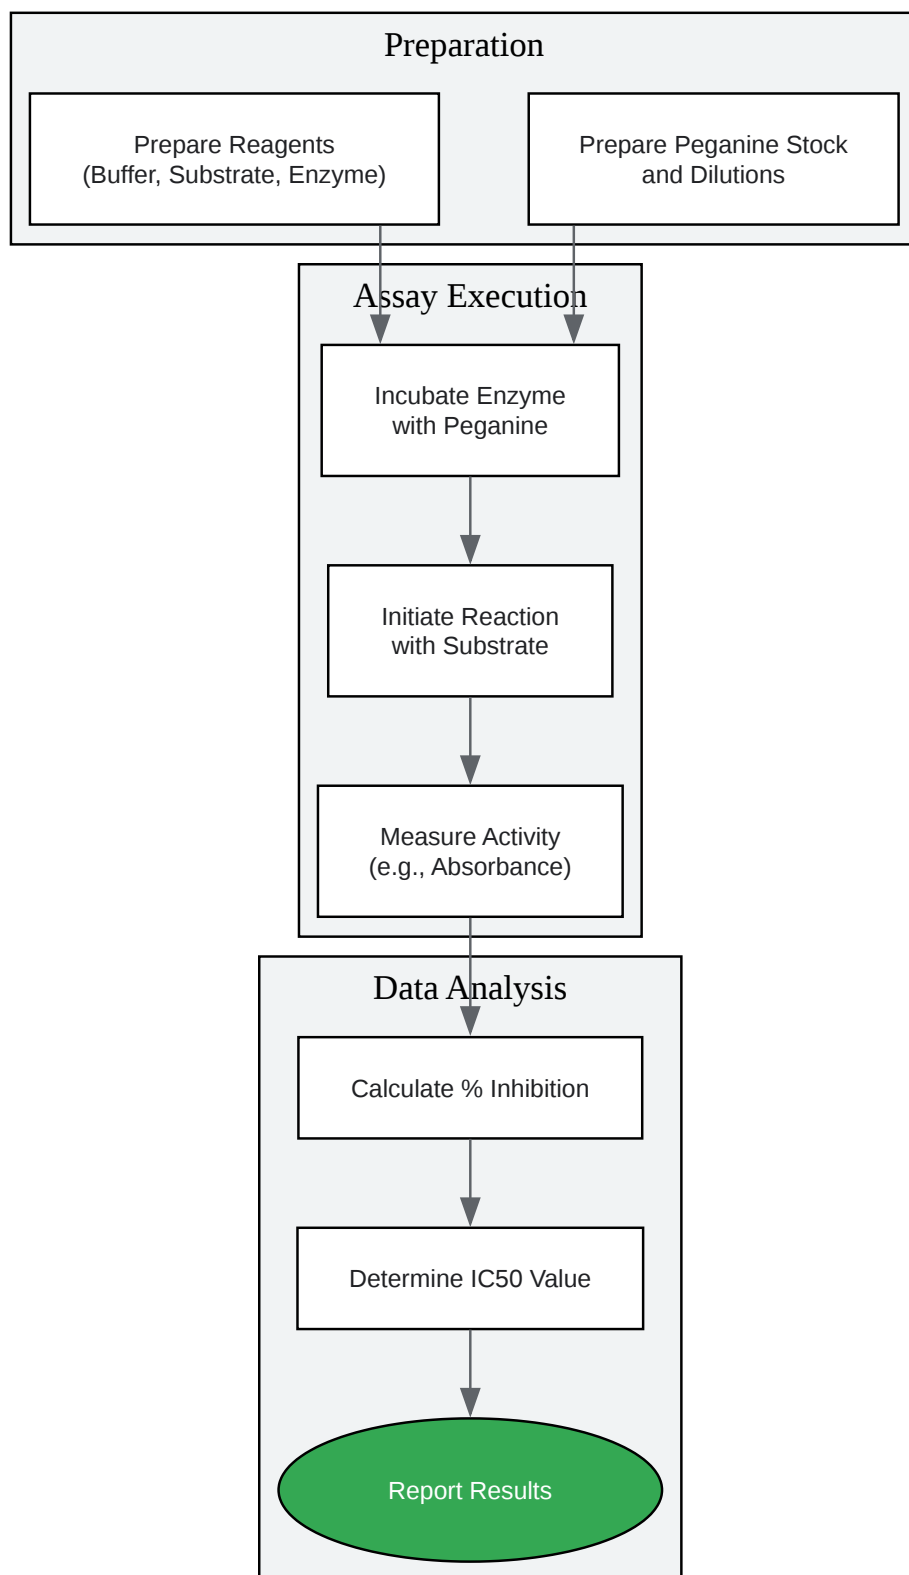 Preparation
Prepare Reagents
(Buffer, Substrate, Enzyme)
Prepare Peganine Stock
and Dilutions
Assay Execution
Incubate Enzyme
with Peganine
Initiate Reaction
with Substrate
Measure Activity
(e.g., Absorbance)
Data Analysis
Calculate % Inhibition
Determine IC50 Value
Report Results